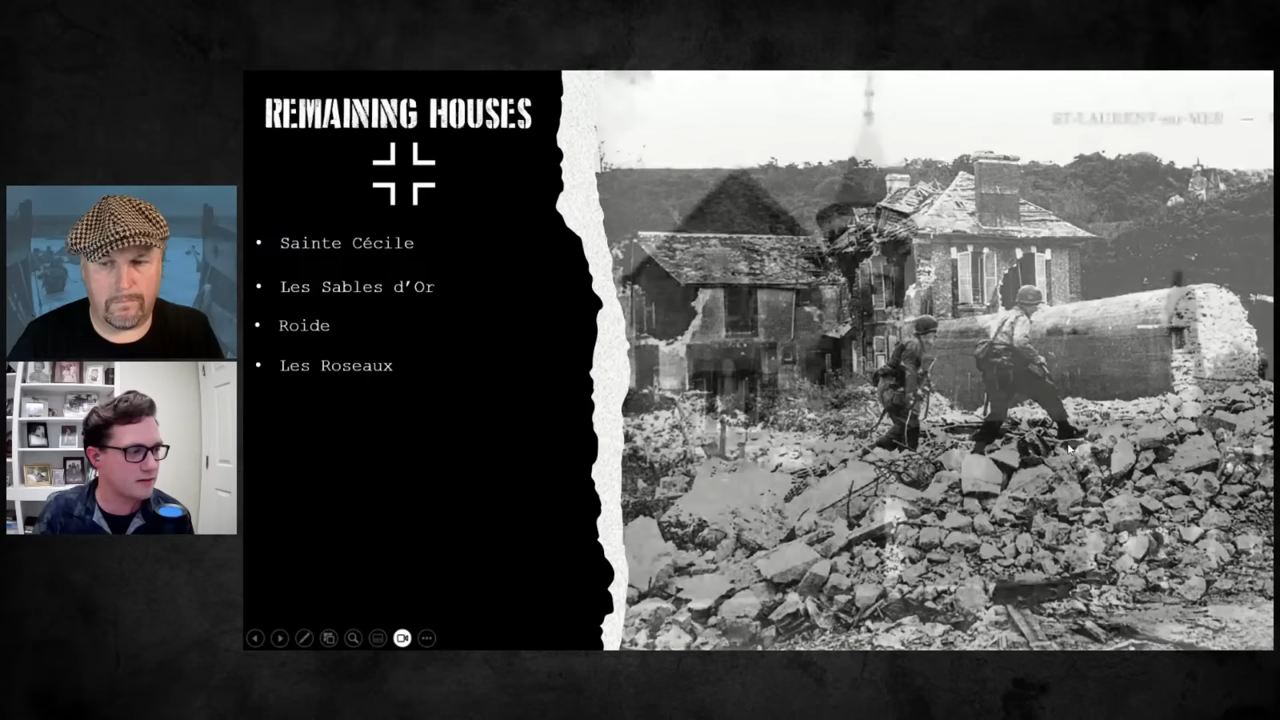 REMAINING HOUSES
• Sainte Cécile
• Les Sables d’Or
• Roide
• Les Roseaux
ST-LAURENT-sur-MER —